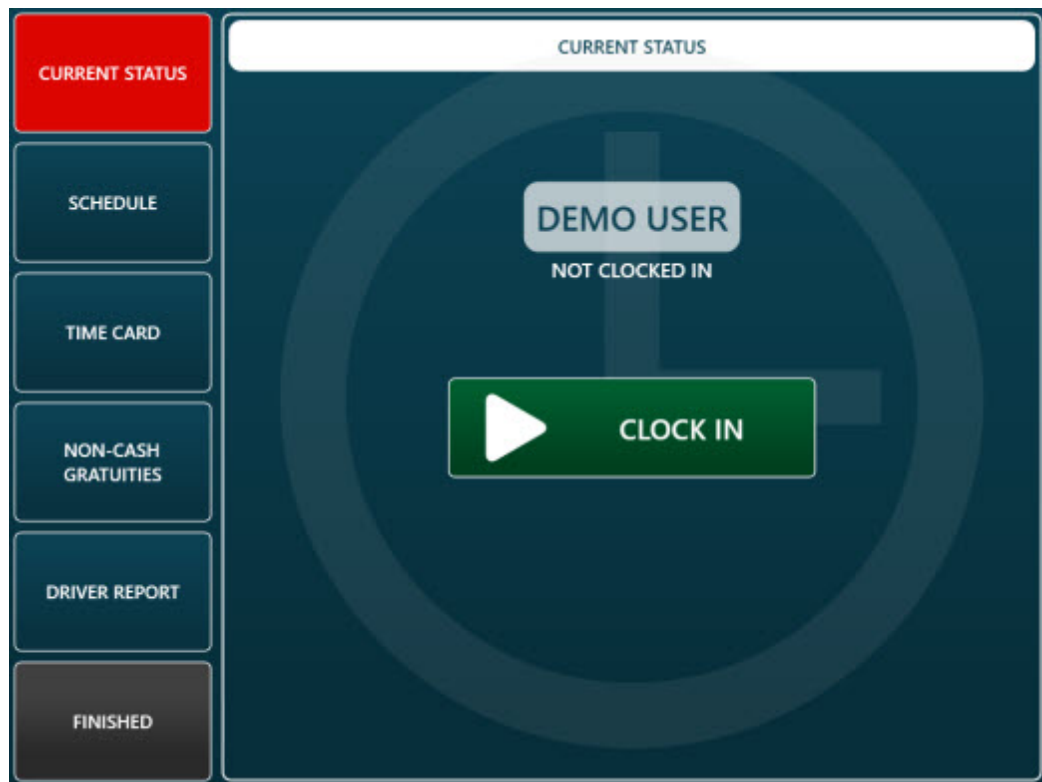 CURRENT STATUS
SCHEDULE
TIME CARD
NON-CASH
GRATUITIES
DRIVER REPORT
FINISHED
CURRENT STATUS
DEMO USER
NOT CLOCKED IN
CLOCK IN